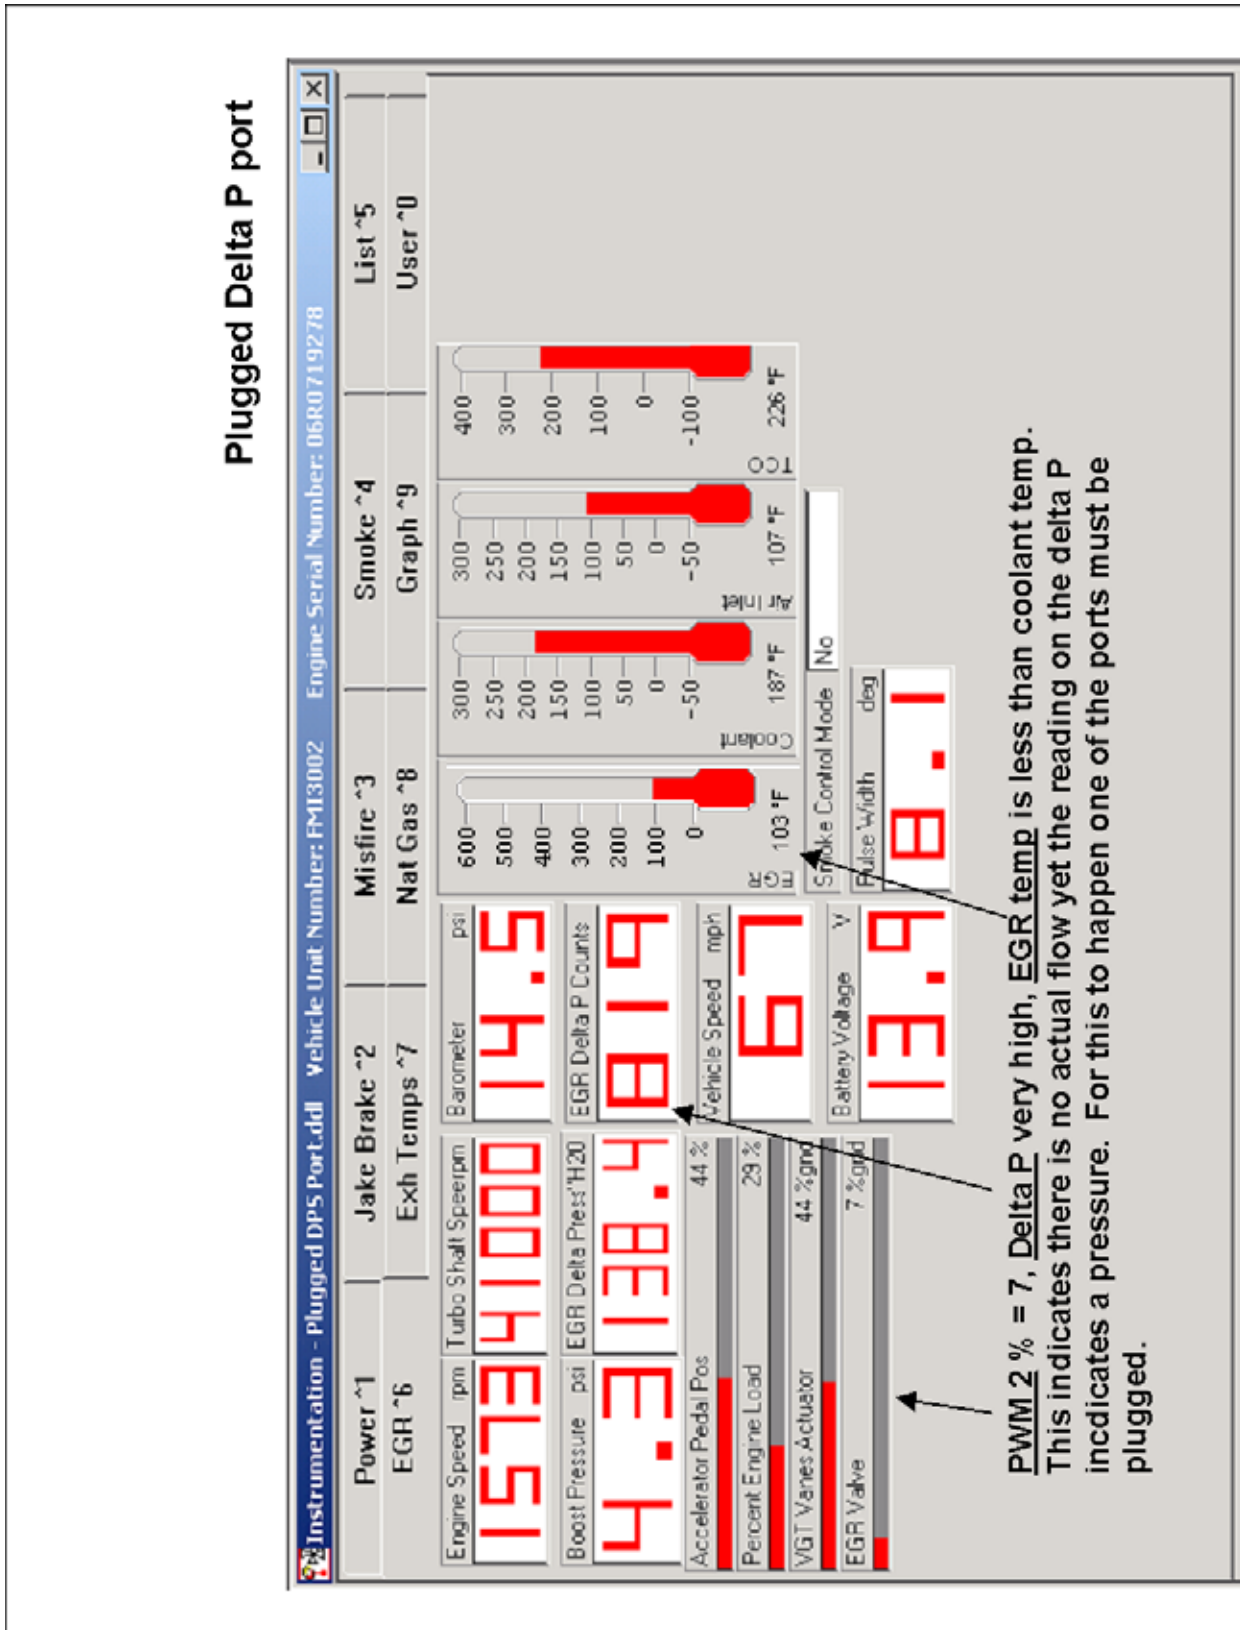 Plugged Delta P port
Instrumentation - Plugged DPS Port.ddl Vehicle Unit Number: FMI3002 Engine Serial Number: 06R0719278
Power ^1 Jake Brake ^2 Misfire ^3 Smoke ^4 List ^5
EGR ^6 Exh Temps ^7 Nat Gas ^8 Graph ^9 User ^0
Engine Speed rpm Turbo Shaft Speerpm Barometer psi
1573 41000 14.5
Boost Pressure psi EGR Delta Press"H20 EGR Delta P Counts
4.3 138.4 819
Accelerator Pedal Pos 44 %
Percent Engine Load 29 %
VGT Vanes Actuator 44 %gnd
EGR Valve 7 %gnd
Vehicle Speed mph
67
Battery Voltage V
13.9
EGR
600
500
400
300
200
100
0
103 °F
Coolant
300
250
200
150
100
50
0
-50
187 °F
Air Inlet
300
250
200
150
100
50
0
-50
107 °F
TCO
400
300
200
100
0
-100
226 °F
Smoke Control Mode No
Pulse Width deg
8.1
PWM 2 % = 7, Delta P very high, EGR temp is less than coolant temp.
This indicates there is no actual flow yet the reading on the delta P
incdicates a pressure. For this to happen one of the ports must be
plugged.